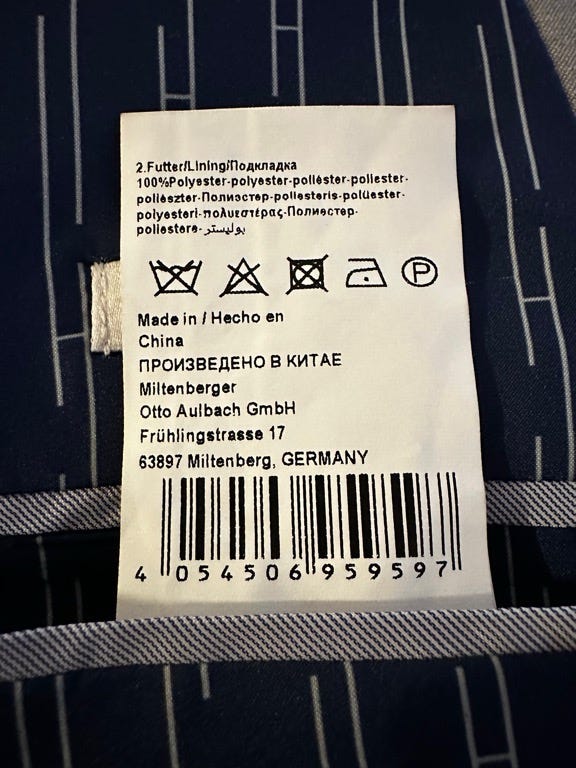 2.Futter/Lining/Подкладка
100%Polyester-polyester-poliéster-poliester-
poliészter-Полиэстер-poliesteris-polüester-
polyesteri-πολυεστέρας-Полиестер-
poliestere-بوليستر
P
Made in / Hecho en
China
ПРОИЗВЕДЕНО В КИТАЕ
Miltenberger
Otto Aulbach GmbH
Frühlingstrasse 17
63897 Miltenberg, GERMANY
4 054506 959597